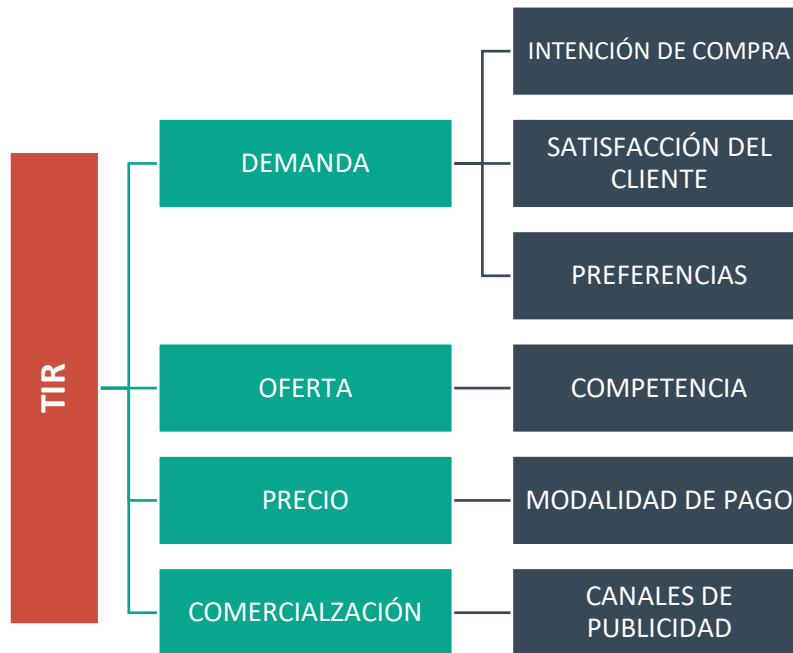 TIR
DEMANDA
INTENCIÓN DE COMPRA
SATISFACCIÓN DEL
CLIENTE
PREFERENCIAS
OFERTA
COMPETENCIA
PRECIO
MODALIDAD DE PAGO
COMERCIALZACIÓN
CANALES DE
PUBLICIDAD